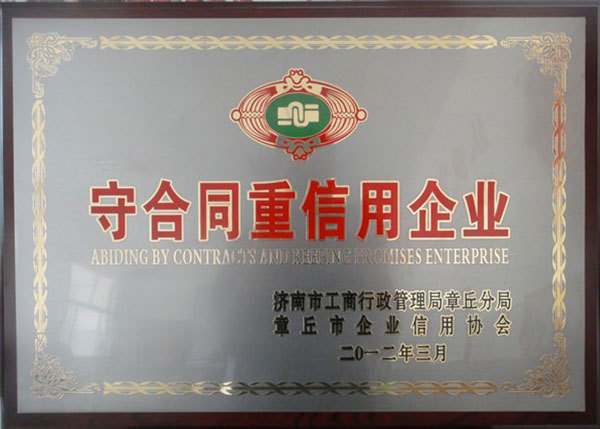 守合同重信用企业
ABIDING BY CONTRACTS AND KEEPING PROMISES ENTERPRISE
济南市工商行政管理局章丘分局
章丘市企业信用协会
二〇一二年三月